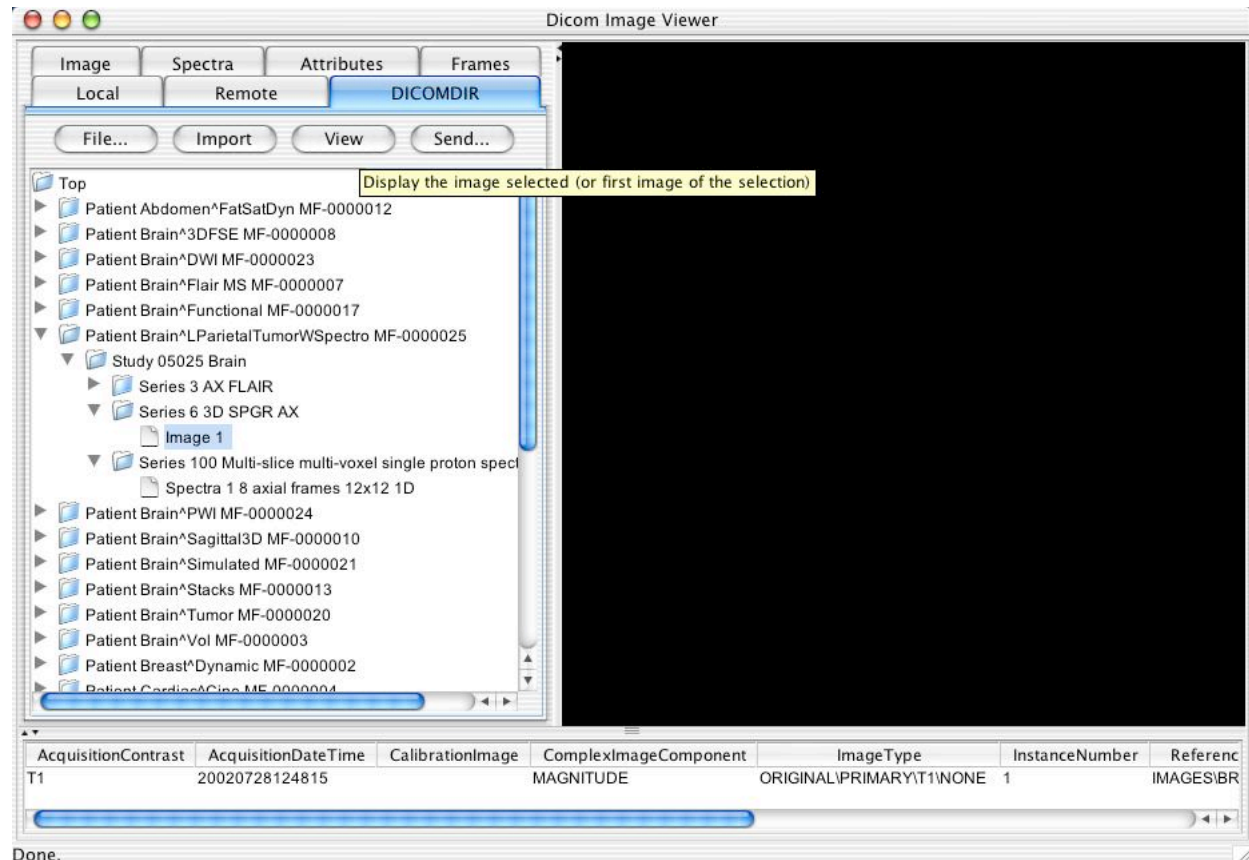 Dicom Image Viewer
Image Spectra Attributes Frames
Local Remote DICOMDIR
File... Import View Send...
Display the image selected (or first image of the selection)
Top
Patient Abdomen^FatSatDyn MF-0000012
Patient Brain^3DFSE MF-0000008
Patient Brain^DWI MF-0000023
Patient Brain^Flair MS MF-0000007
Patient Brain^Functional MF-0000017
Patient Brain^LParietalTumorWSpectro MF-0000025
Study 05025 Brain
Series 3 AX FLAIR
Series 6 3D SPGR AX
Image 1
Series 100 Multi-slice multi-voxel single proton spect
Spectra 1 8 axial frames 12x12 1D
Patient Brain^PWI MF-0000024
Patient Brain^Sagittal3D MF-0000010
Patient Brain^Simulated MF-0000021
Patient Brain^Stacks MF-0000013
Patient Brain^Tumor MF-0000020
Patient Brain^Vol MF-0000003
Patient Breast^Dynamic MF-0000002
Patient Cardiac^Cine MF-0000004
AcquisitionContrast AcquisitionDateTime CalibrationImage ComplexImageComponent ImageType InstanceNumber Referenc
T1 20020728124815 MAGNITUDE ORIGINAL\PRIMARY\T1\NONE 1 IMAGES\BR
Done.